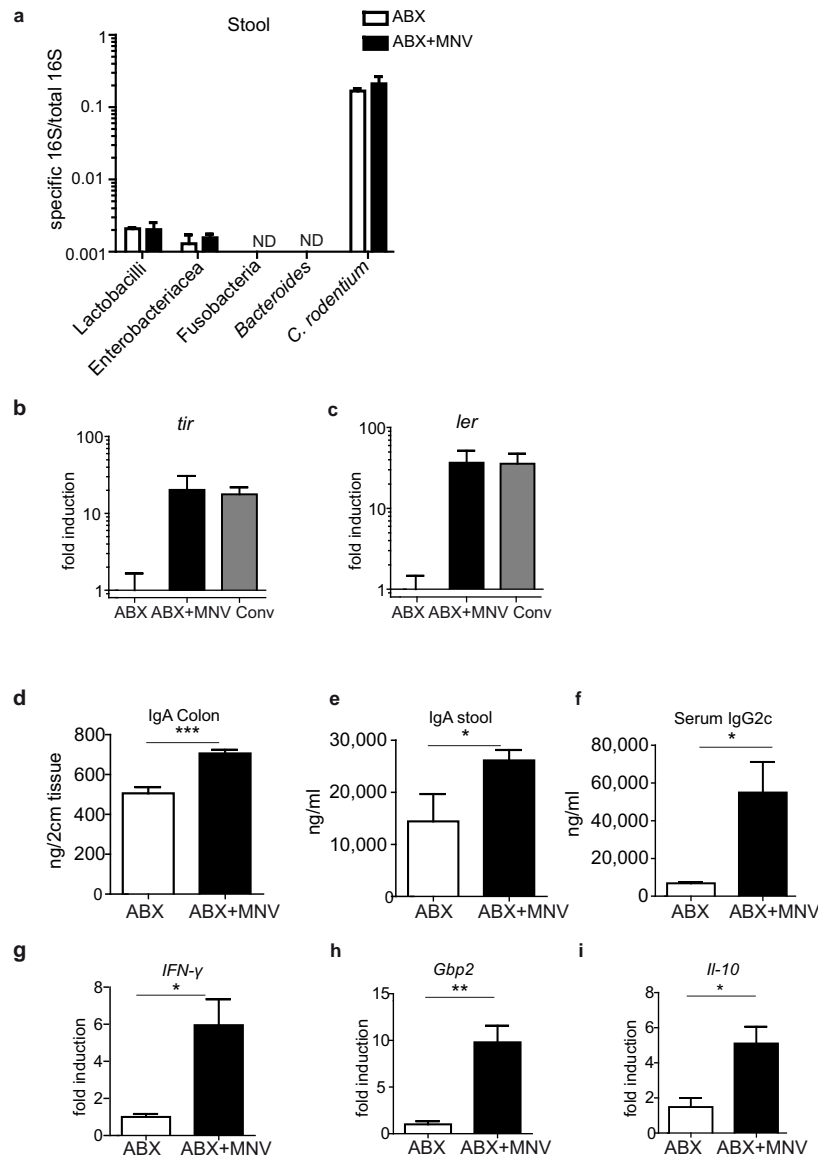 a
Stool
ABX
ABX+MNV
specific 16S/total 16S
1
0.1
0.01
0.001
ND
ND
Lactobacilli
Enterobacteriacea
Fusobacteria
Bacteroides
C. rodentium
b
tir
fold induction
100
10
1
ABX ABX+MNV Conv
c
ler
fold induction
100
10
1
ABX ABX+MNV Conv
d
IgA Colon
***
ng/2cm tissue
800
600
400
200
0
ABX ABX+MNV
e
IgA stool
*
ng/ml
30,000
20,000
10,000
0
ABX ABX+MNV
f
Serum IgG2c
*
ng/ml
80,000
60,000
40,000
20,000
0
ABX ABX+MNV
g
IFN-γ
*
fold induction
8
6
4
2
0
ABX ABX+MNV
h
Gbp2
**
fold induction
15
10
5
0
ABX ABX+MNV
i
Il-10
*
fold induction
8
6
4
2
0
ABX ABX+MNV